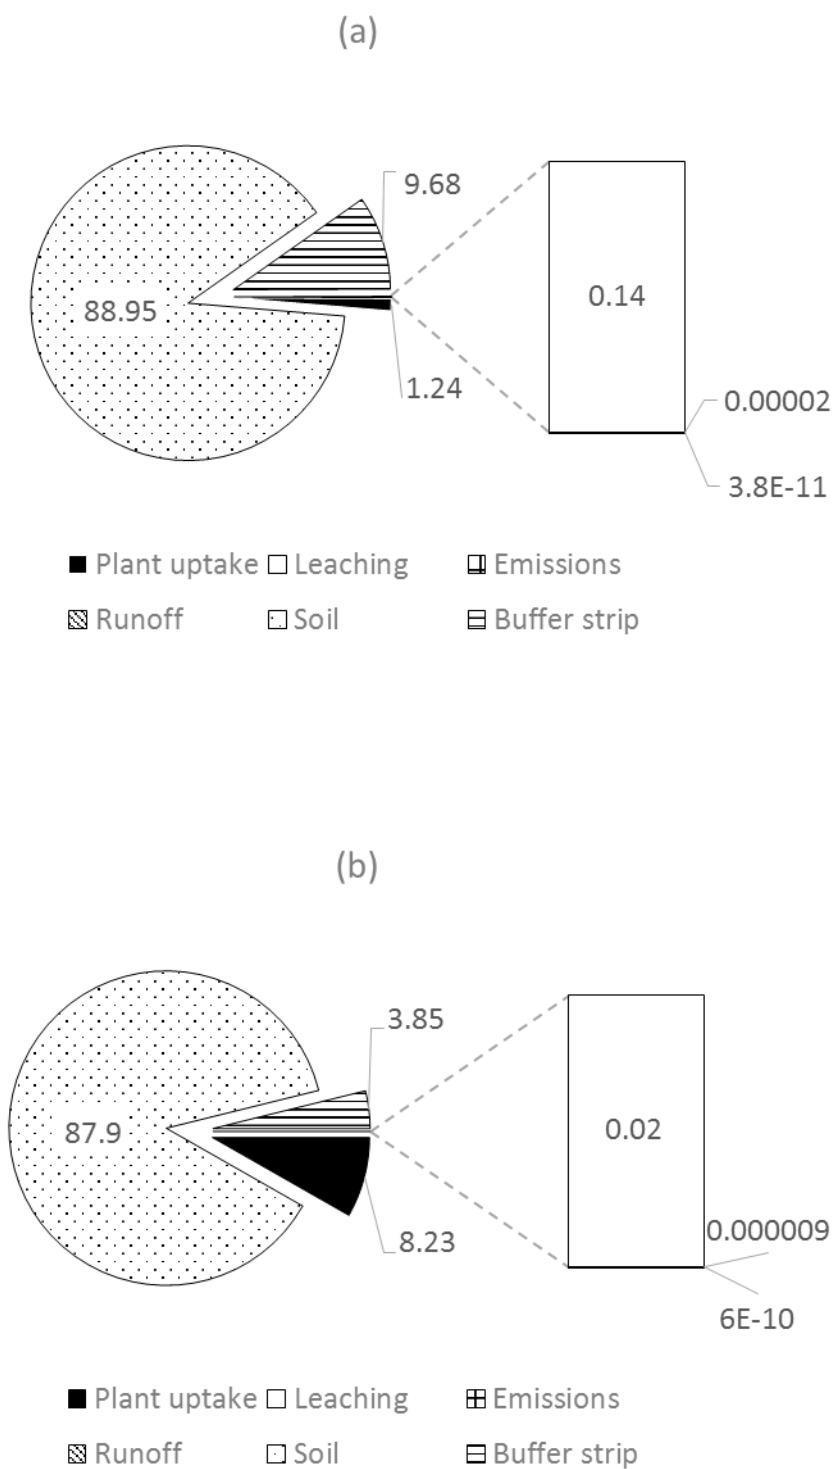 (a)
9.68
88.95
0.14
1.24
0.00002
3.8E-11
Plant uptake Leaching Emissions
Runoff Soil Buffer strip
(b)
3.85
87.9
0.02
8.23
0.000009
6E-10
Plant uptake Leaching Emissions
Runoff Soil Buffer strip